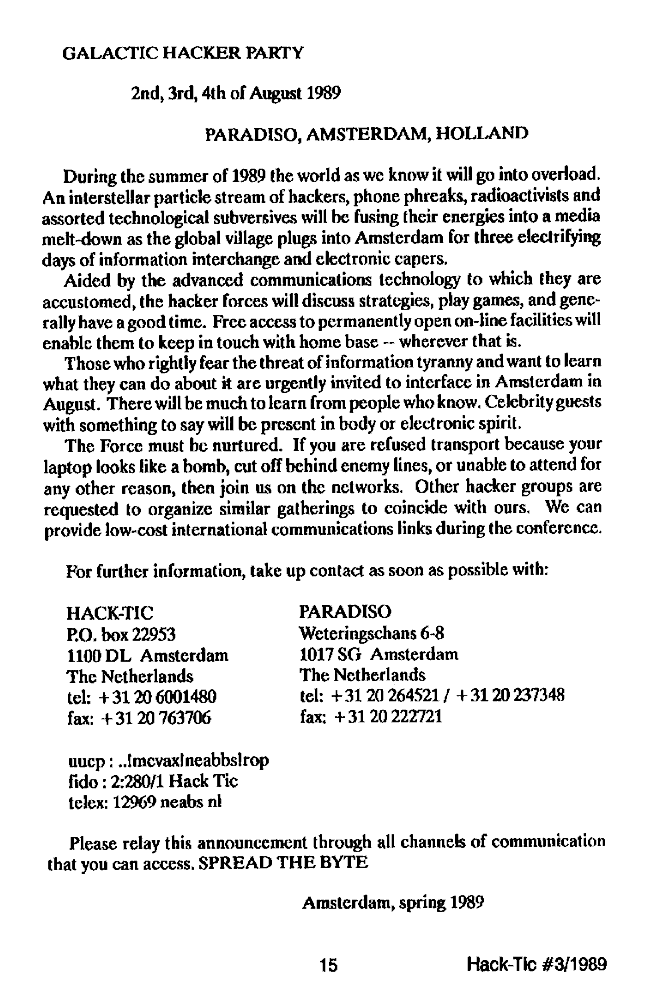 GALACTIC HACKER PARTY
2nd, 3rd, 4th of August 1989
PARADISO, AMSTERDAM, HOLLAND
During the summer of 1989 the world as we know it will go into overload.
An interstellar particle stream of hackers, phone phreaks, radioactivists and
assorted technological subversives will be fusing their energies into a media
melt-down as the global village plugs into Amsterdam for three electrifying
days of information interchange and electronic capers.
Aided by the advanced communications technology to which they are
accustomed, the hacker forces will discuss strategies, play games, and gene-
rally have a good time. Free access to permanently open on-line facilities will
enable them to keep in touch with home base -- wherever that is.
Those who rightly fear the threat of information tyranny and want to learn
what they can do about it are urgently invited to interface in Amsterdam in
August. There will be much to learn from people who know. Celebrity guests
with something to say will be present in body or electronic spirit.
The Force must be nurtured. If you are refused transport because your
laptop looks like a bomb, cut off behind enemy lines, or unable to attend for
any other reason, then join us on the networks. Other hacker groups are
requested to organize similar gatherings to coincide with ours. We can
provide low-cost international communications links during the conference.
For further information, take up contact as soon as possible with:
HACK-TIC
P.O. box 22953
1100 DL Amsterdam
The Netherlands
tel: +31 20 6001480
fax: +31 20 763706
PARADISO
Weteringschans 6-8
1017 SG Amsterdam
The Netherlands
tel: +31 20 264521 / +31 20 237348
fax: +31 20 222721
uucp : ..!mcvax!neabbs!rop
fido : 2:280/1 Hack Tic
telex: 12969 neabs nl
Please relay this announcement through all channels of communication
that you can access. SPREAD THE BYTE
Amsterdam, spring 1989
15
Hack-Tic #3/1989